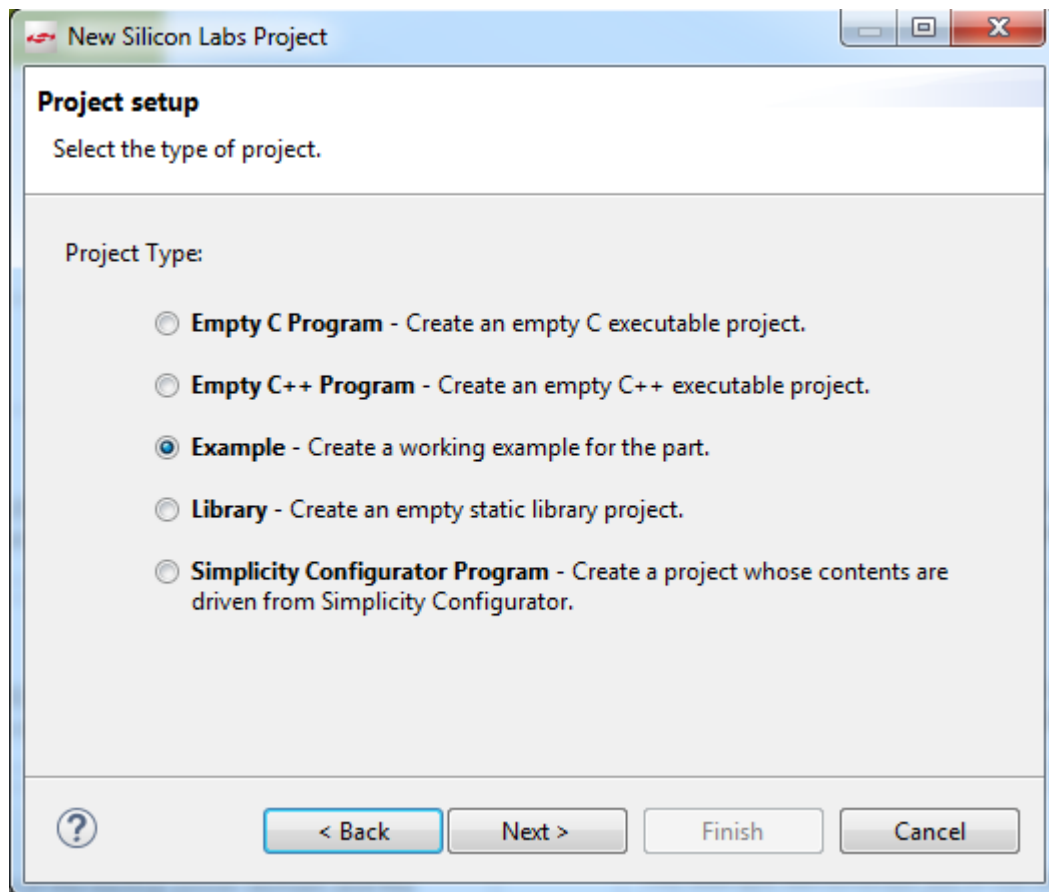 New Silicon Labs Project
Project setup
Select the type of project.
Project Type:
Empty C Program - Create an empty C executable project.
Empty C++ Program - Create an empty C++ executable project.
Example - Create a working example for the part.
Library - Create an empty static library project.
Simplicity Configurator Program - Create a project whose contents are
driven from Simplicity Configurator.
?
< Back
Next >
Finish
Cancel